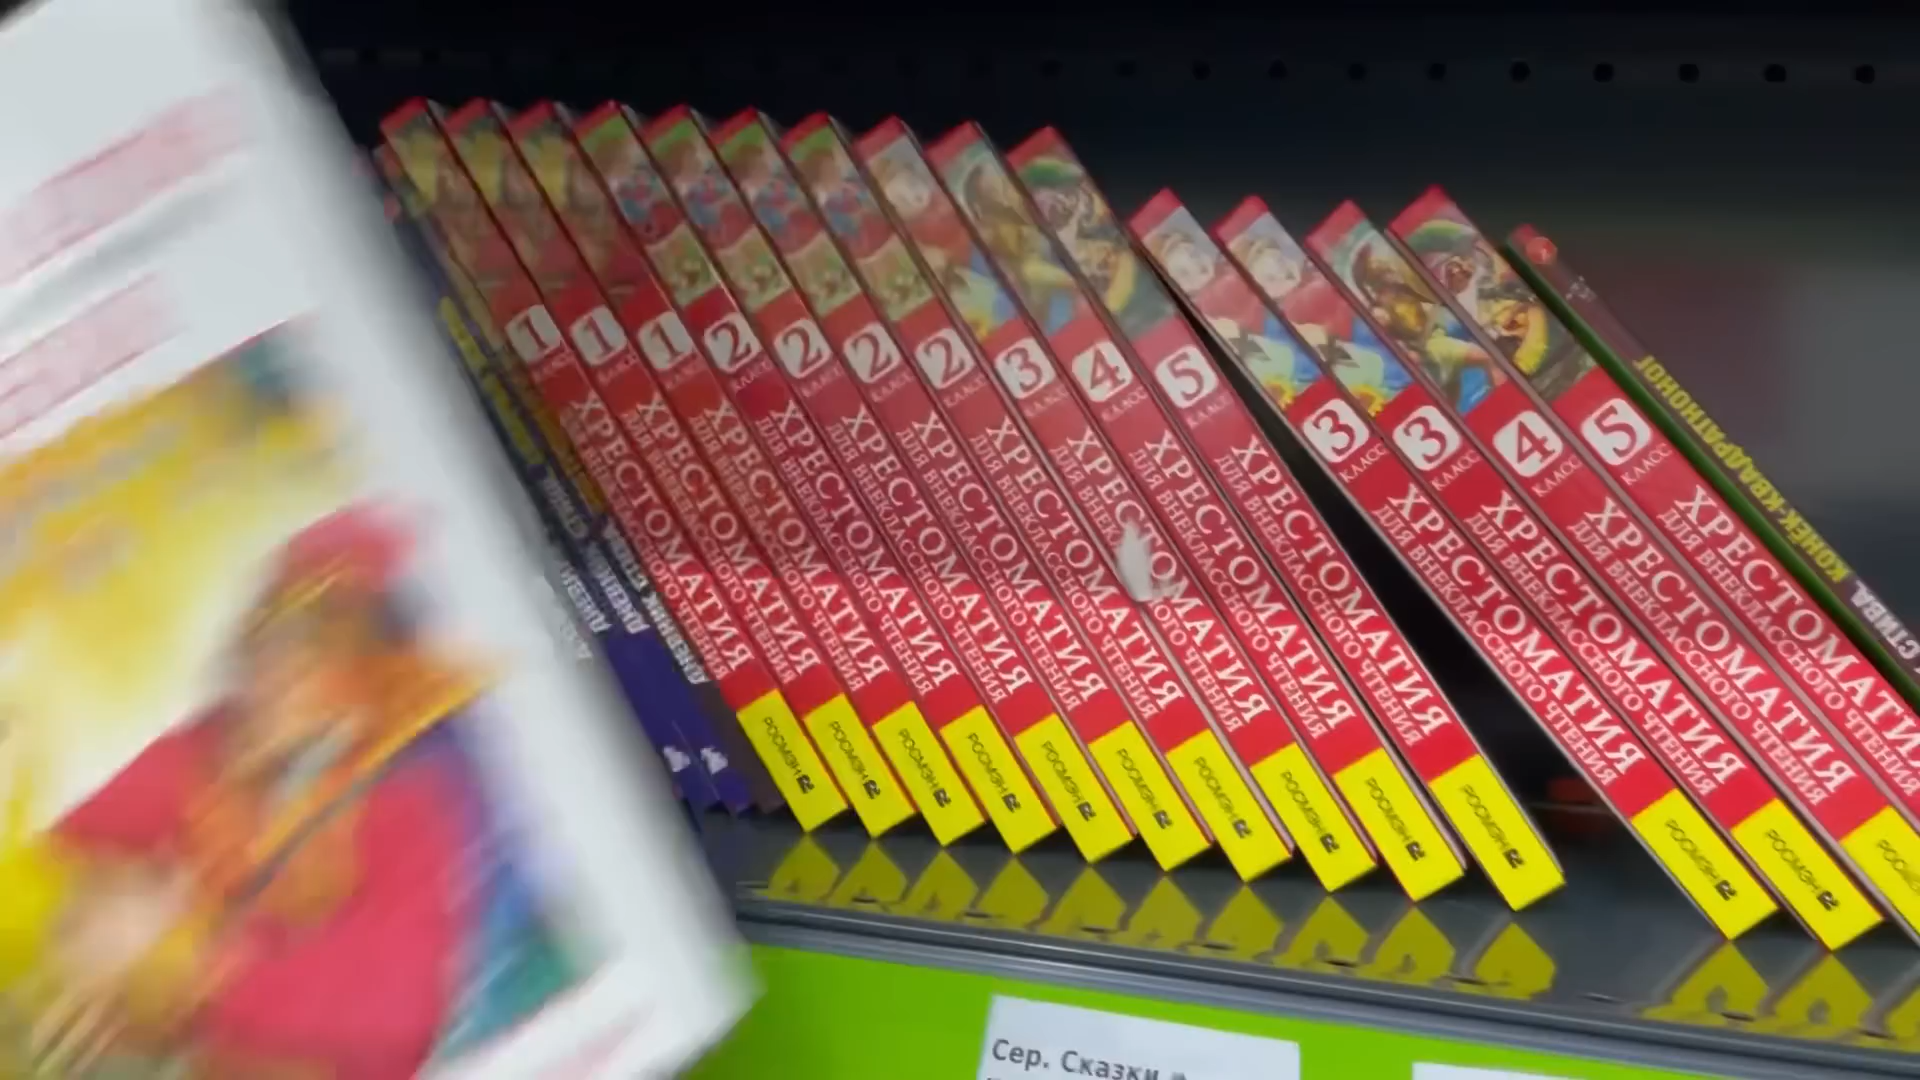 1
ХРЕСТОМАТИЯ
ДЛЯ ВНЕКЛАССНОГО ЧТЕНИЯ
РОСМЭН
1
ХРЕСТОМАТИЯ
ДЛЯ ВНЕКЛАССНОГО ЧТЕНИЯ
РОСМЭН
1
КЛАСС
ХРЕСТОМАТИЯ
ДЛЯ ВНЕКЛАССНОГО ЧТЕНИЯ
РОСМЭН
2
КЛАСС
ХРЕСТОМАТИЯ
ДЛЯ ВНЕКЛАССНОГО ЧТЕНИЯ
РОСМЭН
2
КЛАСС
ХРЕСТОМАТИЯ
ДЛЯ ВНЕКЛАССНОГО ЧТЕНИЯ
РОСМЭН
2
КЛАСС
ХРЕСТОМАТИЯ
ДЛЯ ВНЕКЛАССНОГО ЧТЕНИЯ
РОСМЭН
2
КЛАСС
ХРЕСТОМАТИЯ
ДЛЯ ВНЕКЛАССНОГО ЧТЕНИЯ
РОСМЭН
3
КЛАСС
ХРЕСТОМАТИЯ
ДЛЯ ВНЕКЛАССНОГО ЧТЕНИЯ
РОСМЭН
4
КЛАСС
ХРЕСТОМАТИЯ
ДЛЯ ВНЕКЛАССНОГО ЧТЕНИЯ
РОСМЭН
5
КЛАСС
ХРЕСТОМАТИЯ
ДЛЯ ВНЕКЛАССНОГО ЧТЕНИЯ
РОСМЭН
3
КЛАСС
ХРЕСТОМАТИЯ
ДЛЯ ВНЕКЛАССНОГО ЧТЕНИЯ
РОСМЭН
3
КЛАСС
ХРЕСТОМАТИЯ
ДЛЯ ВНЕКЛАССНОГО ЧТЕНИЯ
РОСМЭН
4
КЛАСС
ХРЕСТОМАТИЯ
ДЛЯ ВНЕКЛАССНОГО ЧТЕНИЯ
РОСМЭН
5
КЛАСС
ХРЕСТОМАТИЯ
ДЛЯ ВНЕКЛАССНОГО ЧТЕНИЯ
СТИВА. КОНЁК-КВАДРАТНОНОГ
Сер. Сказки